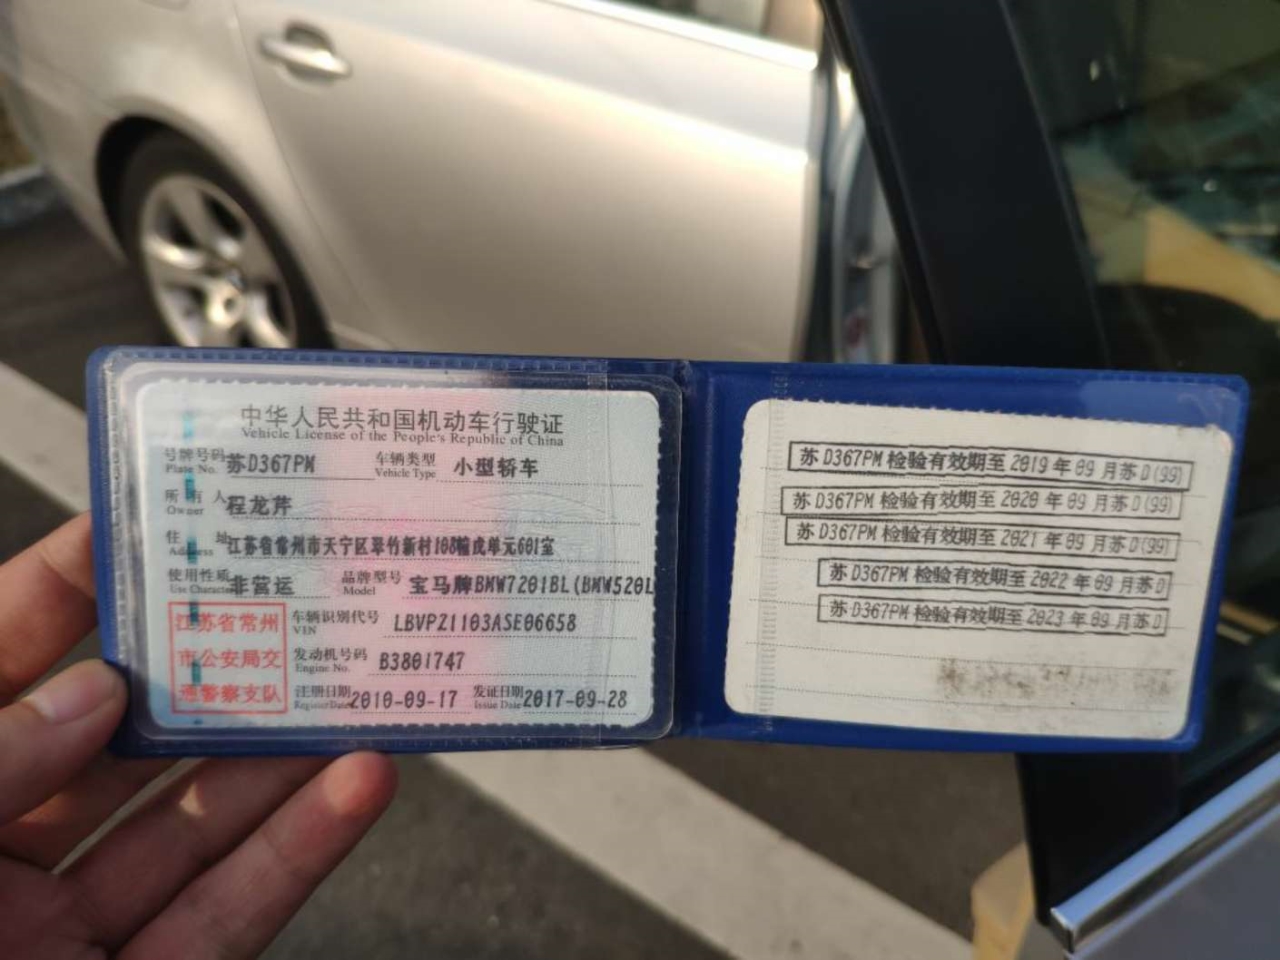 中华人民共和国机动车行驶证
Vehicle License of the People's Republic of China
号牌号码 苏D367PM 车辆类型 小型轿车
Plate No. Vehicle Type
所有人 程龙芹
Owner
住址 江苏省常州市天宁区翠竹新村108幢戊单元601室
Address
使用性质 非营运 品牌型号 宝马牌BMW7201BL(BMW520L
Use Character Model
江苏省常州 车辆识别代号 LBVPZ1103ASE06658
VIN
市公安局交 发动机号码 B3801747
Engine No.
通警察支队 注册日期 2010-09-17 发证日期 2017-09-28
Register Date Issue Date
苏D367PM 检验有效期至 2019年09月苏D(99)
苏D367PM 检验有效期至 2020年09月苏D(99)
苏D367PM 检验有效期至 2021年09月苏D(99)
苏D367PM 检验有效期至 2022年09月苏D
苏D367PM 检验有效期至 2023年09月苏D